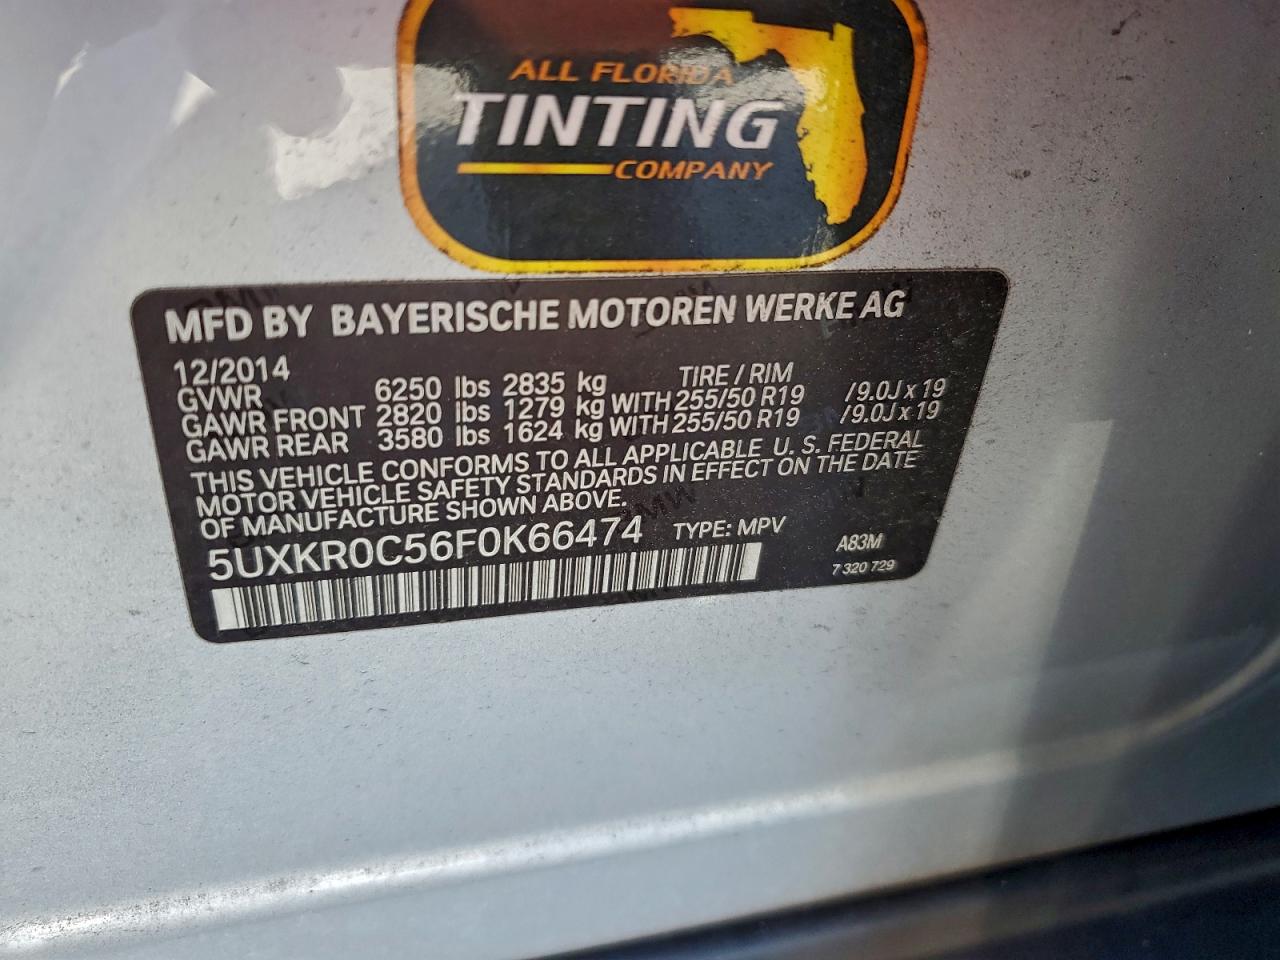 ALL FLORIDA
TINTING
COMPANY
MFD BY BAYERISCHE MOTOREN WERKE AG
12/2014 TIRE / RIM
GVWR 6250 lbs 2835 kg
GAWR FRONT 2820 lbs 1279 kg WITH 255/50 R19 /9.0J x 19
GAWR REAR 3580 lbs 1624 kg WITH 255/50 R19 /9.0J x 19
THIS VEHICLE CONFORMS TO ALL APPLICABLE U. S. FEDERAL
MOTOR VEHICLE SAFETY STANDARDS IN EFFECT ON THE DATE
OF MANUFACTURE SHOWN ABOVE.
5UXKR0C56F0K66474 TYPE: MPV
A83M
7 320 729